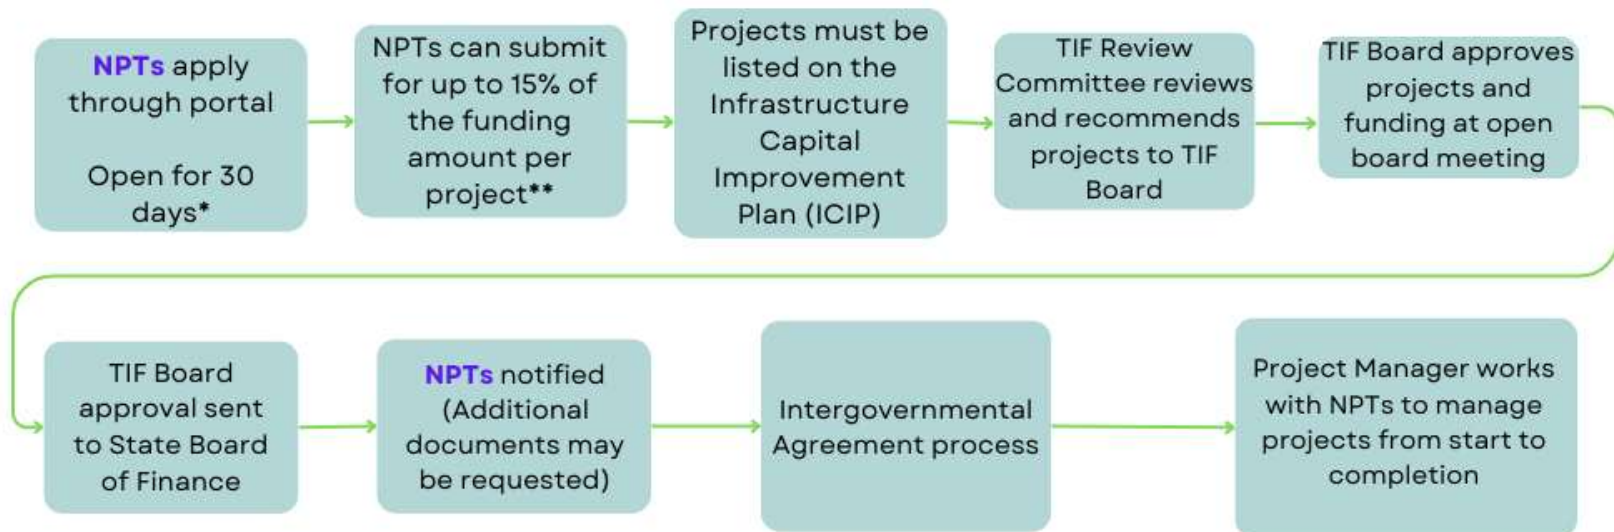 NPTs apply
through portal
Open for 30
days*
NPTs can submit
for up to 15% of
the funding
amount per
project**
Projects must be
listed on the
Infrastructure
Capital
Improvement
Plan (ICIP)
TIF Review
Committee reviews
and recommends
projects to TIF
Board
TIF Board approves
projects and
funding at open
board meeting
TIF Board
approval sent
to State Board
of Finance
NPTs notified
(Additional
documents may
be requested)
Intergovernmental
Agreement process
Project Manager works
with NPTs to manage
projects from start to
completion